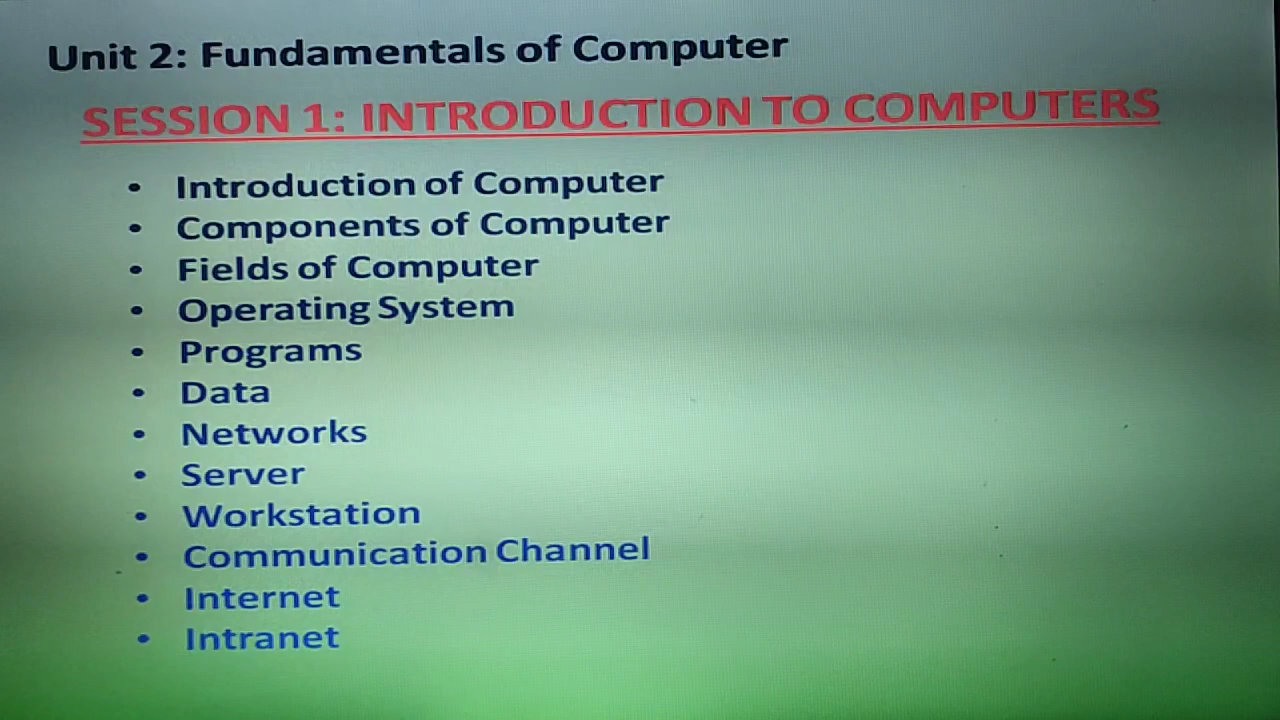 Unit 2: Fundamentals of Computer
SESSION 1: INTRODUCTION TO COMPUTERS
• Introduction of Computer
• Components of Computer
• Fields of Computer
• Operating System
• Programs
• Data
• Networks
• Server
• Workstation
• Communication Channel
• Internet
• Intranet